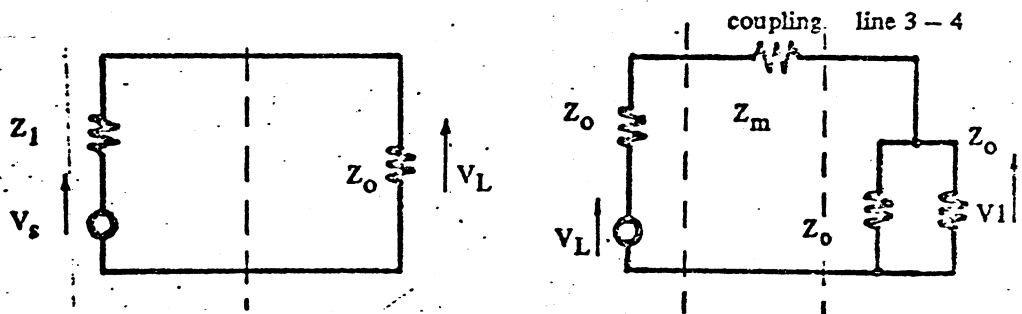 coupling. line 3 – 4
Z1
Zo
VL
Vs
Zo
Zm
Zo
VL
Zo
V1